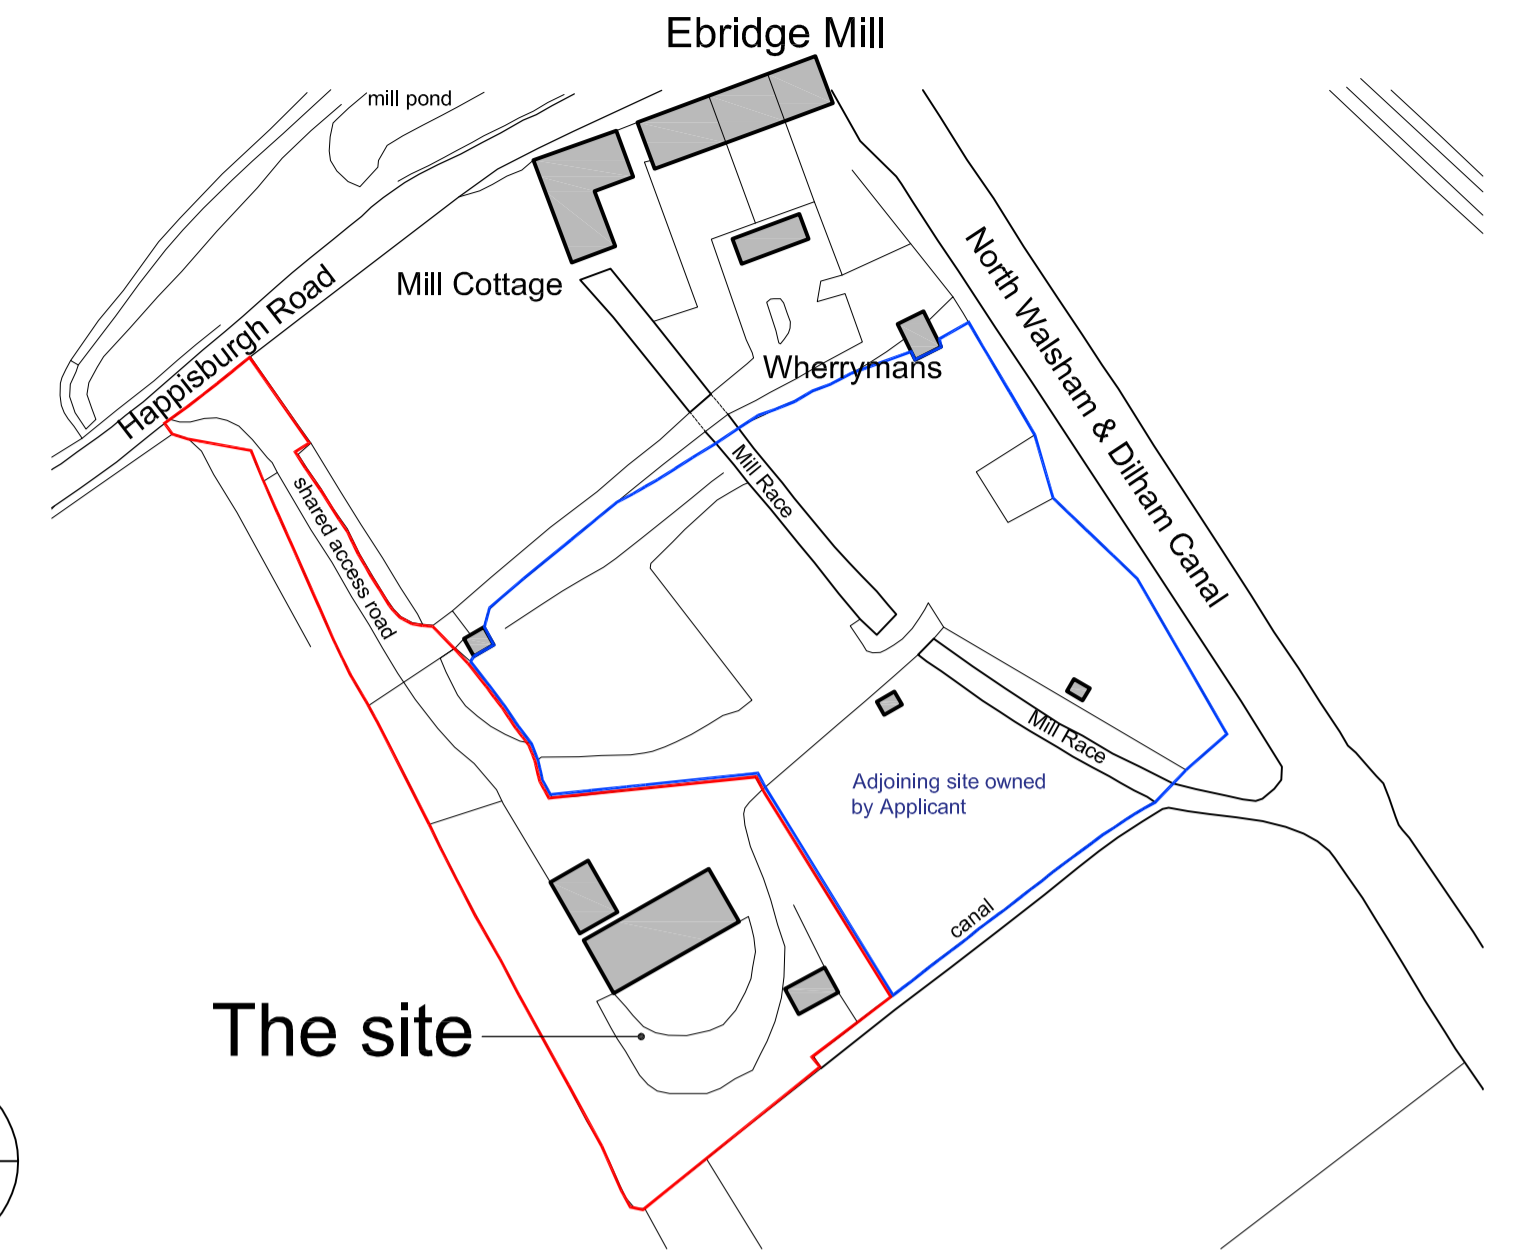 Ebridge Mill
mill pond
Mill Cottage
Happisburgh Road
Wherrymans
North Walsham & Dilham Canal
Mill Race
shared access road
Mill Race
Adjoining site owned
by Applicant
canal
The site